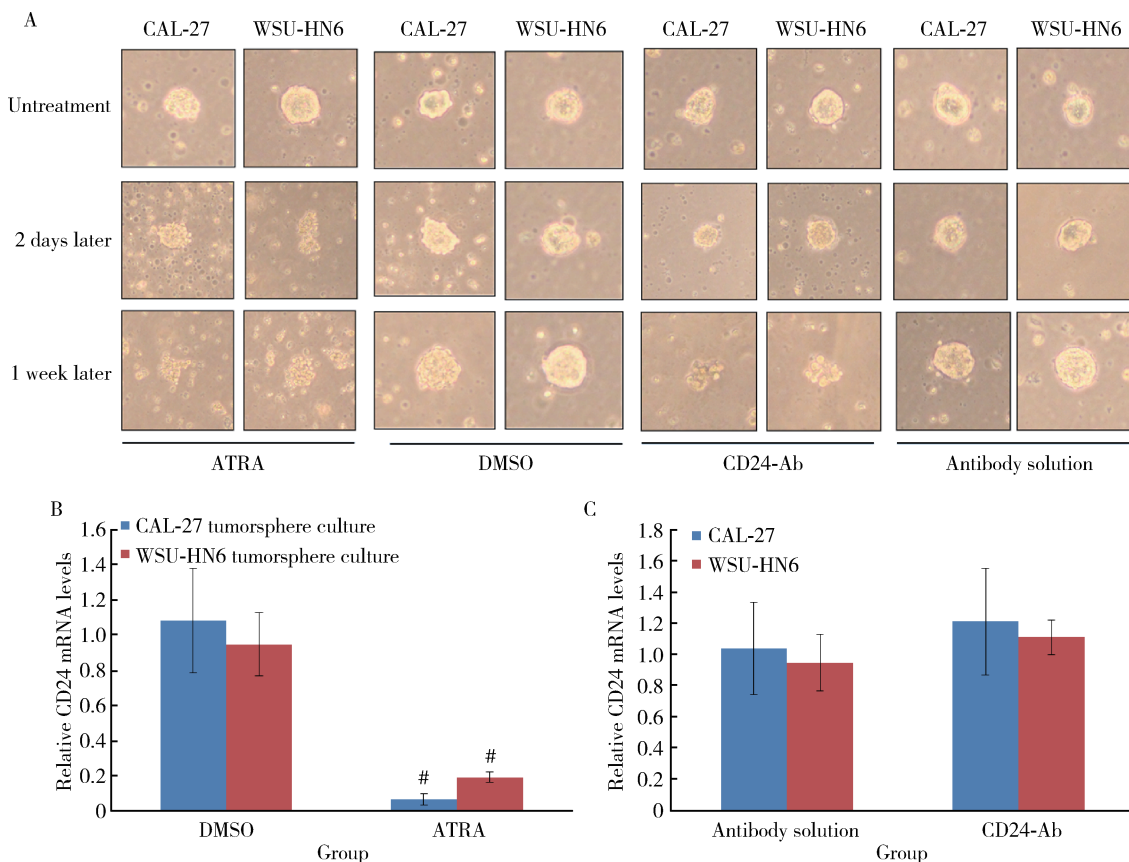 A
CAL-27 WSU-HN6 CAL-27 WSU-HN6 CAL-27 WSU-HN6 CAL-27 WSU-HN6
Untreatment
2 days later
1 week later
ATRA DMSO CD24-Ab Antibody solution
B
CAL-27 tumorsphere culture
WSU-HN6 tumorsphere culture
Relative CD24 mRNA levels
1.6
1.4
1.2
1.0
0.8
0.6
0.4
0.2
0
# #
DMSO ATRA
Group
C
CAL-27
WSU-HN6
Relative CD24 mRNA levels
1.8
1.6
1.4
1.2
1.0
0.8
0.6
0.4
0.2
0
Antibody solution CD24-Ab
Group